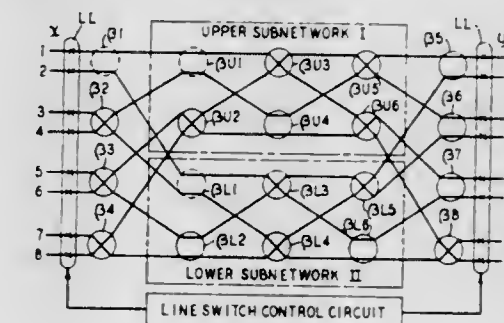 X LL β1 UPPER SUBNETWORK I β5 LL
1
2 βU1 βU3 βU5
3 β2 βU2 βU4 βU6 β6
4
5 β3 βL1 βL3 βL5 β7
6
7 β4 βL2 βL4 βL6 β8
8
LOWER SUBNETWORK II
LINE SWITCH CONTROL CIRCUIT